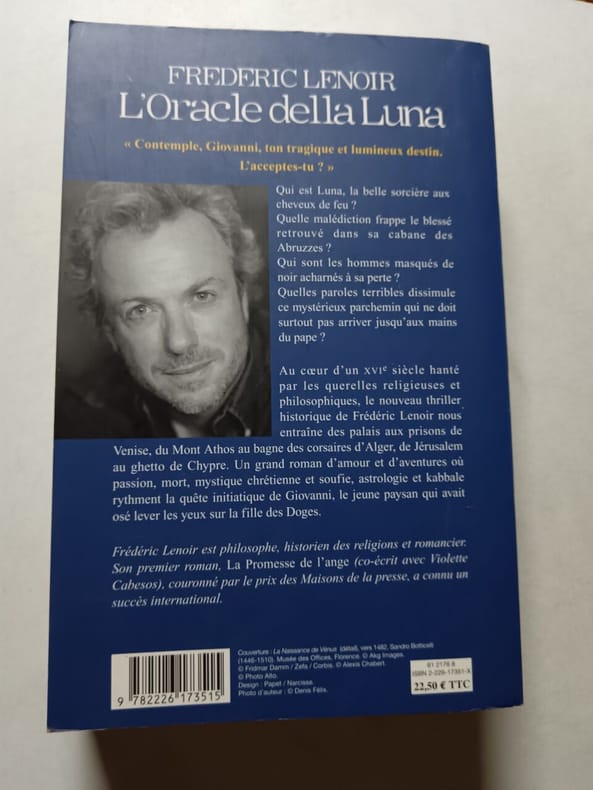 FREDERIC LENOIR
L'Oracle della Luna
« Contemple, Giovanni, ton tragique et lumineux destin.
L'acceptes-tu ? »
Qui est Luna, la belle sorcière aux
cheveux de feu ?
Quelle malédiction frappe le blessé
retrouvé dans sa cabane des
Abruzzes ?
Qui sont les hommes masqués de
noir acharnés à sa perte ?
Quelles paroles terribles dissimule
ce mystérieux parchemin qui ne doit
surtout pas arriver jusqu'aux mains
du pape ?
Au cœur d'un XVIe siècle hanté
par les querelles religieuses et
philosophiques, le nouveau thriller
historique de Frédéric Lenoir nous
entraîne des palais aux prisons de
Venise, du Mont Athos au bagne des corsaires d'Alger, de Jérusalem
au ghetto de Chypre. Un grand roman d'amour et d'aventures où
passion, mort, mystique chrétienne et soufie, astrologie et kabbale
rythment la quête initiatique de Giovanni, le jeune paysan qui avait
osé lever les yeux sur la fille des Doges.
Frédéric Lenoir est philosophe, historien des religions et romancier.
Son premier roman, La Promesse de l'ange (co-écrit avec Violette
Cabesos), couronné par le prix des Maisons de la presse, a connu un
succès international.
Couverture : La Naissance de Vénus (détail), vers 1482, Sandro Botticelli
(1446-1510). Musée des Offices, Florence. © Akg Images.
© Fridmar Damm / Zefa / Corbis. © Alexis Chabert.
© Photo Alto.
Design : Papet / Narcisse.
Photo d'auteur : © Denis Félix.
9 782226 173515
61 2176 8
ISBN 2-226-17351-X
22,50 € TTC